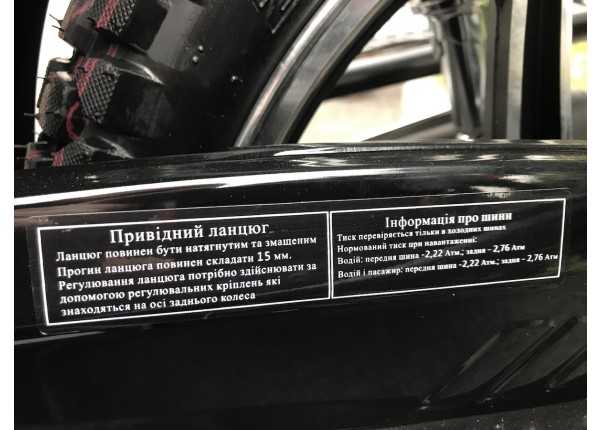 Привідний ланцюг
Ланцюг повинен бути натягнутим та змащеним
Прогин ланцюга повинен складати 15 мм.
Регулювання ланцюга потрібно здійснювати за
допомогою регулювальних кріплень які
знаходяться на осі заднього колеса
Інформація про шини
Тиск перевіряється тільки в холодних шинах
Нормований тиск при навантаженні:
Водій: передня шина -2,22 Атм.; задня - 2,76 Атм
Водій і пасажир: передня шина -2,22 Атм.; задня - 2,76 Атм